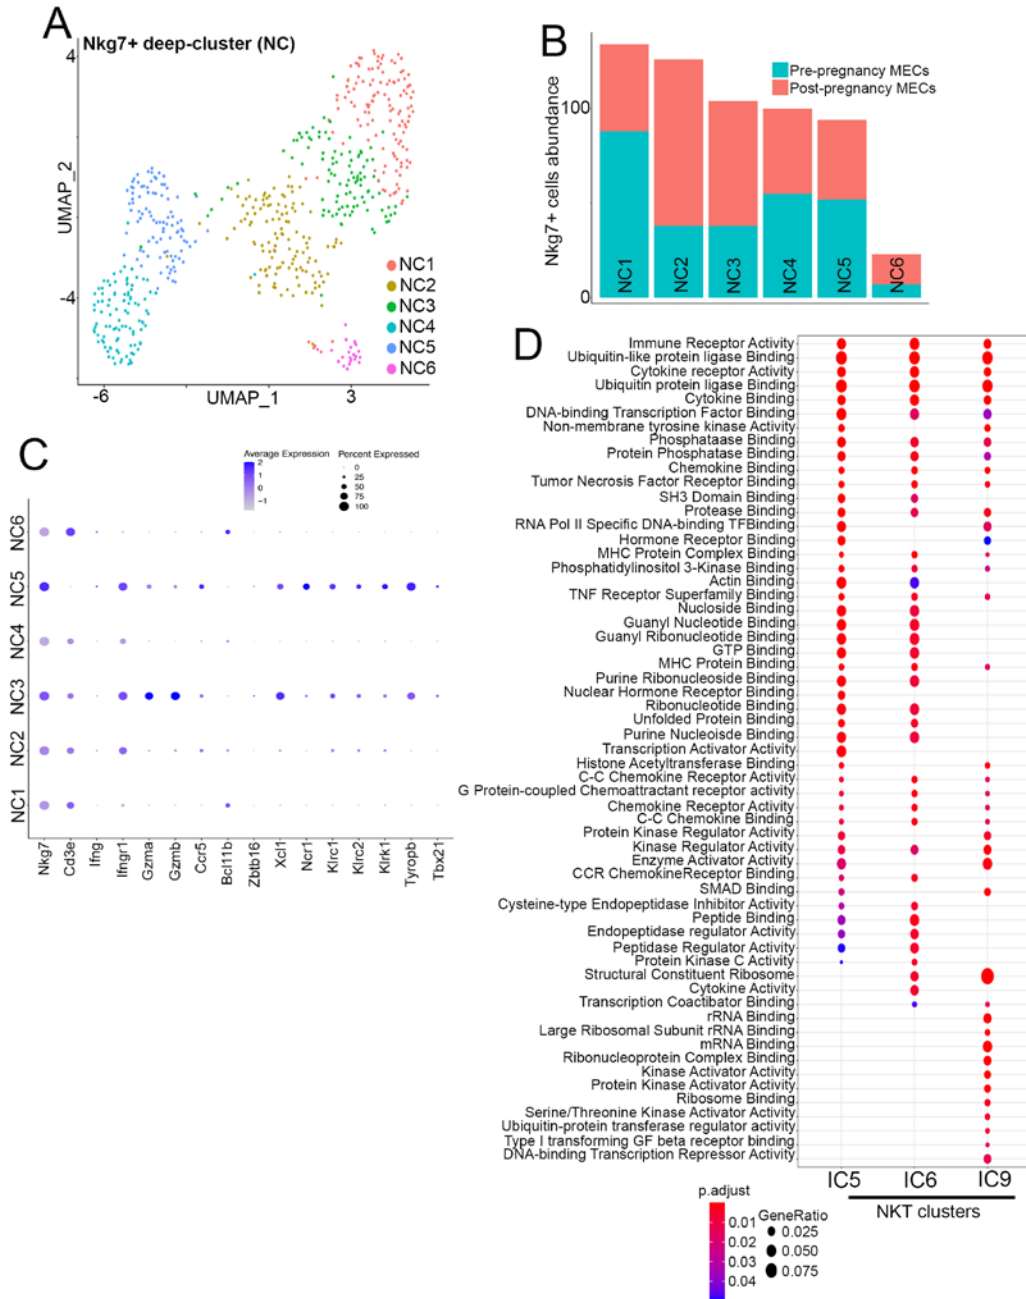 A
Nkg7+ deep-cluster (NC)
4
-4
UMAP_2
-6
UMAP_1
3
NC1
NC2
NC3
NC4
NC5
NC6
B
Nkg7+ cells abundance
100
0
Pre-pregnancy MECs
Post-pregnancy MECs
NC1
NC2
NC3
NC4
NC5
NC6
C
Average Expression
2
1
0
-1
Percent Expressed
0
25
50
75
100
NC6
NC5
NC4
NC3
NC2
NC1
Nkg7
Cd3e
Ifng
Ifngr1
Gzma
Gzmb
Ccr5
Bcl11b
Zbtb16
Xcl1
Ncr1
Klrc1
Klrc2
Klrk1
Tyropb
Tbx21
D
Immune Receptor Activity
Ubiquitin-like protein ligase Binding
Cytokine receptor Activity
Ubiquitin protein ligase Binding
Cytokine Binding
DNA-binding Transcription Factor Binding
Non-membrane tyrosine kinase Activity
Phosphataase Binding
Protein Phosphatase Binding
Chemokine Binding
Tumor Necrosis Factor Receptor Binding
SH3 Domain Binding
Protease Binding
RNA Pol II Specific DNA-binding TFBinding
Hormone Receptor Binding
MHC Protein Complex Binding
Phosphatidylinositol 3-Kinase Binding
Actin Binding
TNF Receptor Superfamily Binding
Nucloside Binding
Guanyl Nucleotide Binding
Guanyl Ribonucleotide Binding
GTP Binding
MHC Protein Binding
Purine Ribonucleoside Binding
Nuclear Hormone Receptor Binding
Ribonucleotide Binding
Unfolded Protein Binding
Purine Nucleoisde Binding
Transcription Activator Activity
Histone Acetyltransferase Binding
C-C Chemokine Receptor Activity
G Protein-coupled Chemoattractant receptor activity
Chemokine Receptor Activity
C-C Chemokine Binding
Protein Kinase Regulator Activity
Kinase Regulator Activity
Enzyme Activator Activity
CCR ChemokineReceptor Binding
SMAD Binding
Cysteine-type Endopeptidase Inhibitor Activity
Peptide Binding
Endopeptidase regulator Activity
Peptidase Regulator Activity
Protein Kinase C Activity
Structural Constituent Ribosome
Cytokine Activity
Transcription Coactibator Binding
rRNA Binding
Large Ribosomal Subunit rRNA Binding
mRNA Binding
Ribonucleoprotein Complex Binding
Kinase Activator Activity
Protein Kinase Activator Activity
Ribosome Binding
Serine/Threonine Kinase Activator Activity
Ubiquitin-protein transferase regulator activity
Type I transforming GF beta receptor binding
DNA-binding Transcription Repressor Activity
IC5
IC6
IC9
NKT clusters
p.adjust
0.01
0.02
0.03
0.04
GeneRatio
0.025
0.050
0.075